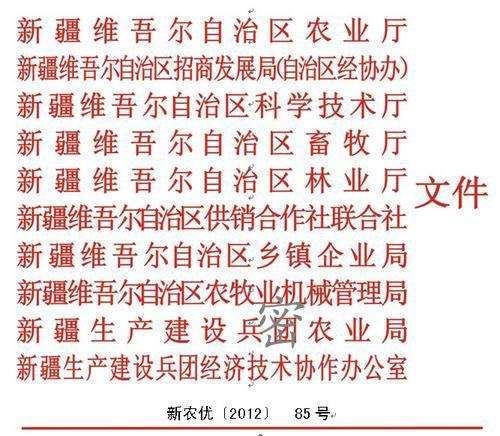 新疆维吾尔自治区农业厅
新疆维吾尔自治区招商发展局(自治区经协办)
新疆维吾尔自治区科学技术厅
新疆维吾尔自治区畜牧厅
新疆维吾尔自治区林业厅
文件
新疆维吾尔自治区供销合作社联合社
新疆维吾尔自治区乡镇企业局
新疆维吾尔自治区农牧业机械管理局
密
新疆生产建设兵团农业局
新疆生产建设兵团经济技术协作办公室
新农优〔2012〕 85号